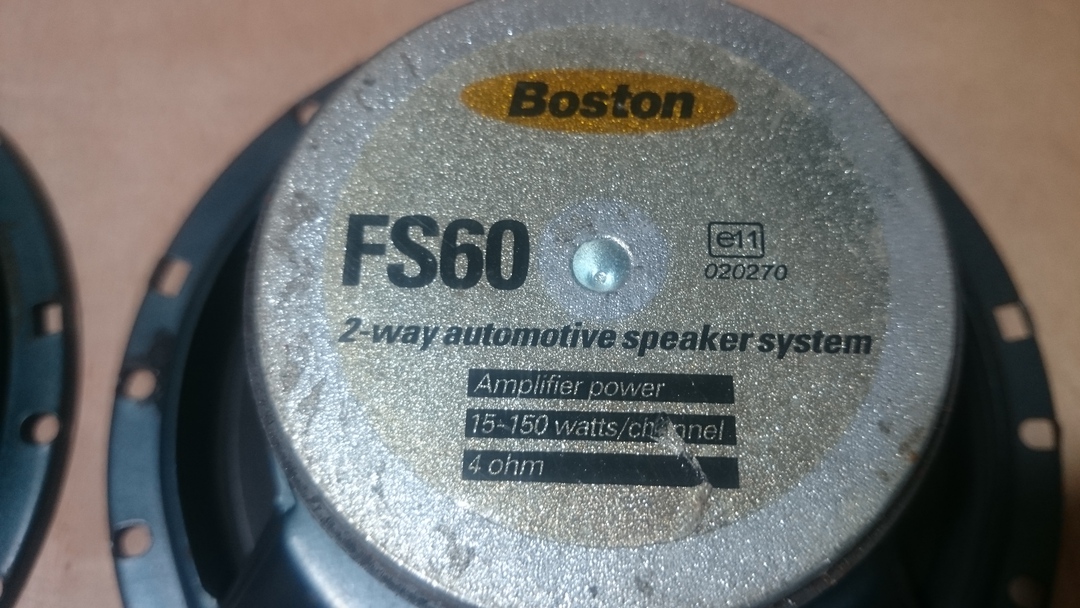 Boston
FS60
e11
020270
2-way automotive speaker system
Amplifier power
15-150 watts/channel
4 ohm